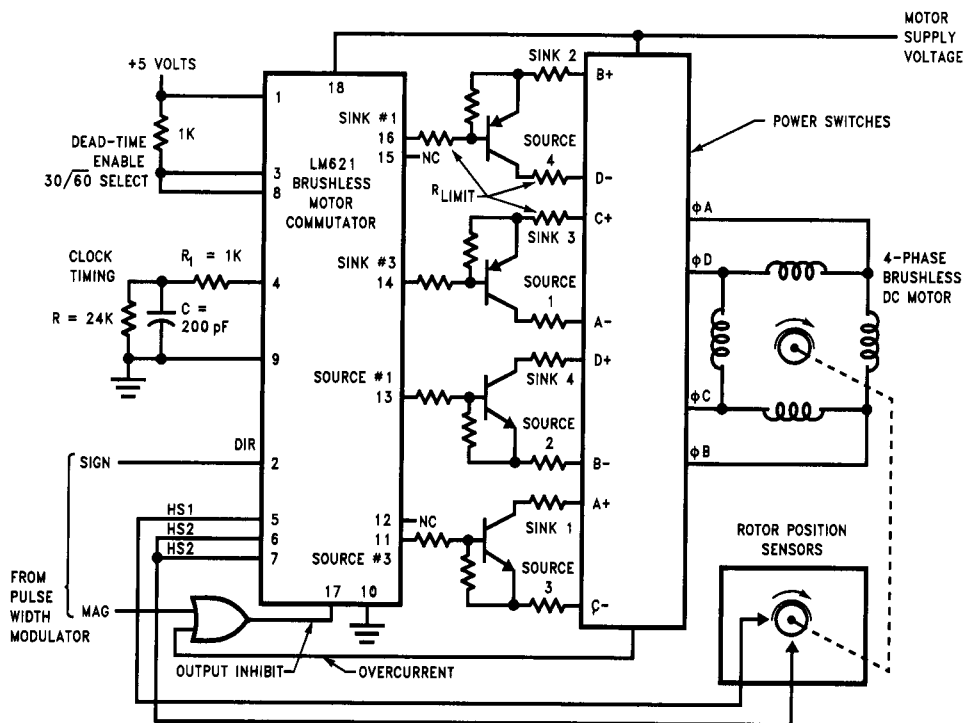 MOTOR
SUPPLY
VOLTAGE
+5 VOLTS
1K
DEAD-TIME
ENABLE
30/6̅0̅ SELECT
18
1
SINK #1
16
15
NC
3
8
LM621
BRUSHLESS
MOTOR
COMMUTATOR
SINK 2
B+
SOURCE
4
D-
RLIMIT
C+
SINK 3
SOURCE
1
A-
POWER SWITCHES
CLOCK
TIMING
R1 = 1K
4
R = 24K
C =
200 pF
9
SINK #3
14
D+
SINK 4
SOURCE
2
B-
SOURCE #1
13
φA
φD
φC
φB
4-PHASE
BRUSHLESS
DC MOTOR
DIR
SIGN
2
HS1
5
HS2
6
HS2
7
12
NC
11
SOURCE #3
17
10
A+
SINK 1
SOURCE
3
C-
ROTOR POSITION
SENSORS
FROM
PULSE
WIDTH
MODULATOR
MAG
OUTPUT INHIBIT
OVERCURRENT